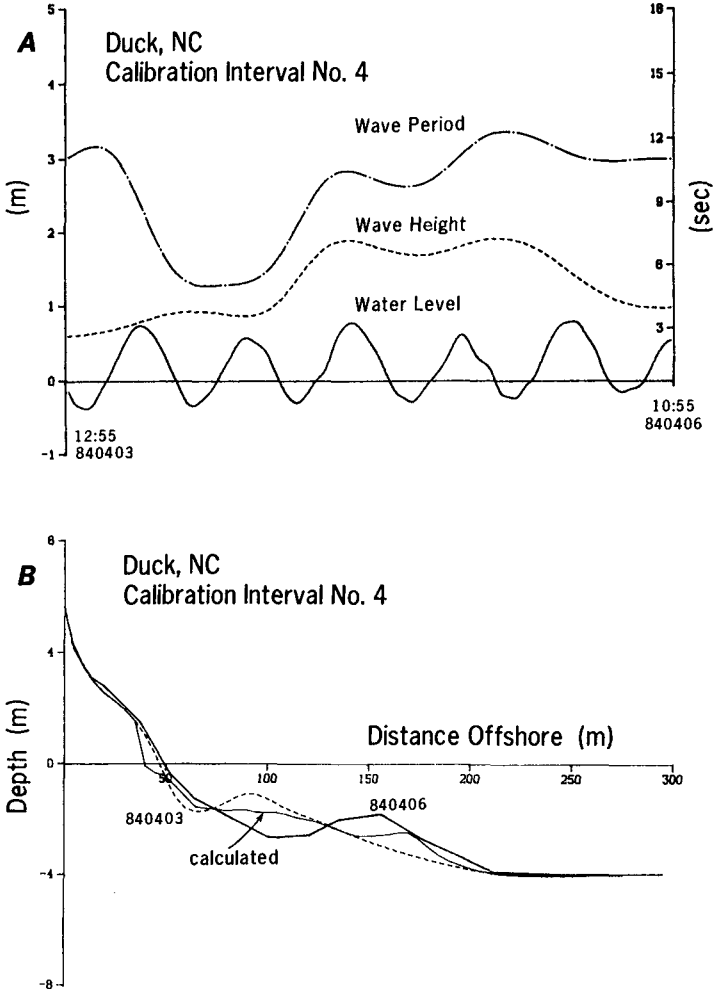 A
Duck, NC
Calibration Interval No. 4
5
4
3
2
1
0
-1
(m)
18
15
12
9
6
3
(sec)
Wave Period
Wave Height
Water Level
12:55
840403
10:55
840406
B
Duck, NC
Calibration Interval No. 4
6
4
0
-4
-8
Depth (m)
Distance Offshore (m)
50
100
150
200
250
300
840403
840406
calculated